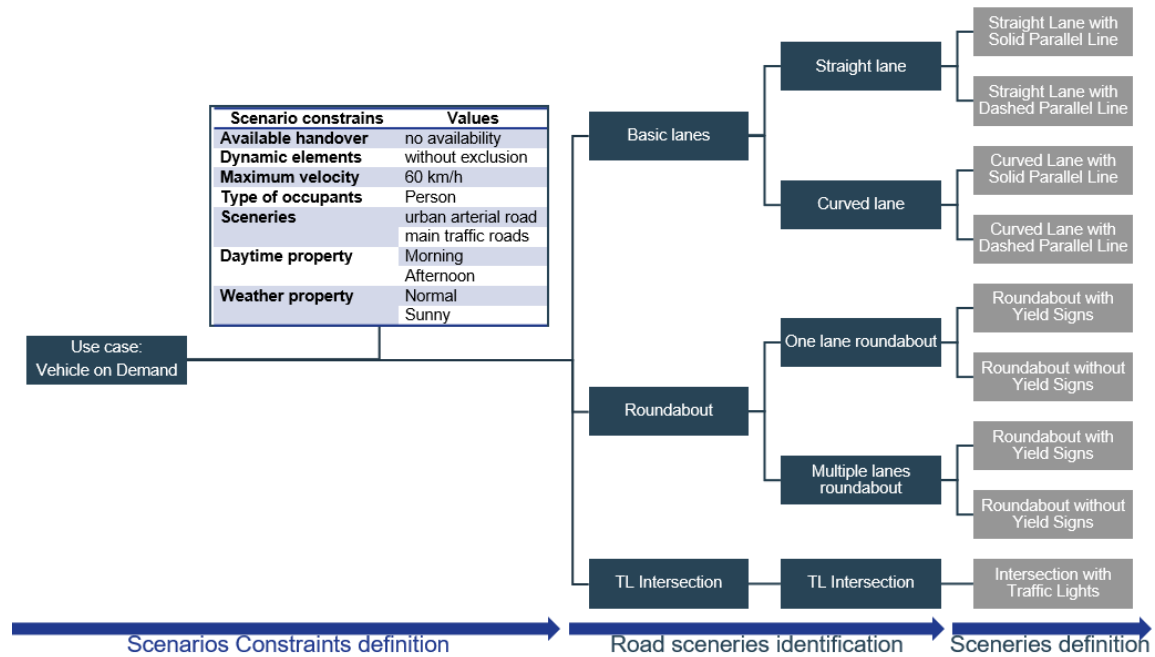 Use case:
Vehicle on Demand
Scenario constrains Values
Available handover no availability
Dynamic elements without exclusion
Maximum velocity 60 km/h
Type of occupants Person
Sceneries urban arterial road
main traffic roads
Daytime property Morning
Afternoon
Weather property Normal
Sunny
Basic lanes
Straight lane
Straight Lane with
Solid Parallel Line
Straight Lane with
Dashed Parallel Line
Curved lane
Curved Lane with
Solid Parallel Line
Curved Lane with
Dashed Parallel Line
Roundabout
One lane roundabout
Roundabout with
Yield Signs
Roundabout without
Yield Signs
Multiple lanes
roundabout
Roundabout with
Yield Signs
Roundabout without
Yield Signs
TL Intersection
TL Intersection
Intersection with
Traffic Lights
Scenarios Constraints definition
Road sceneries identification
Sceneries definition